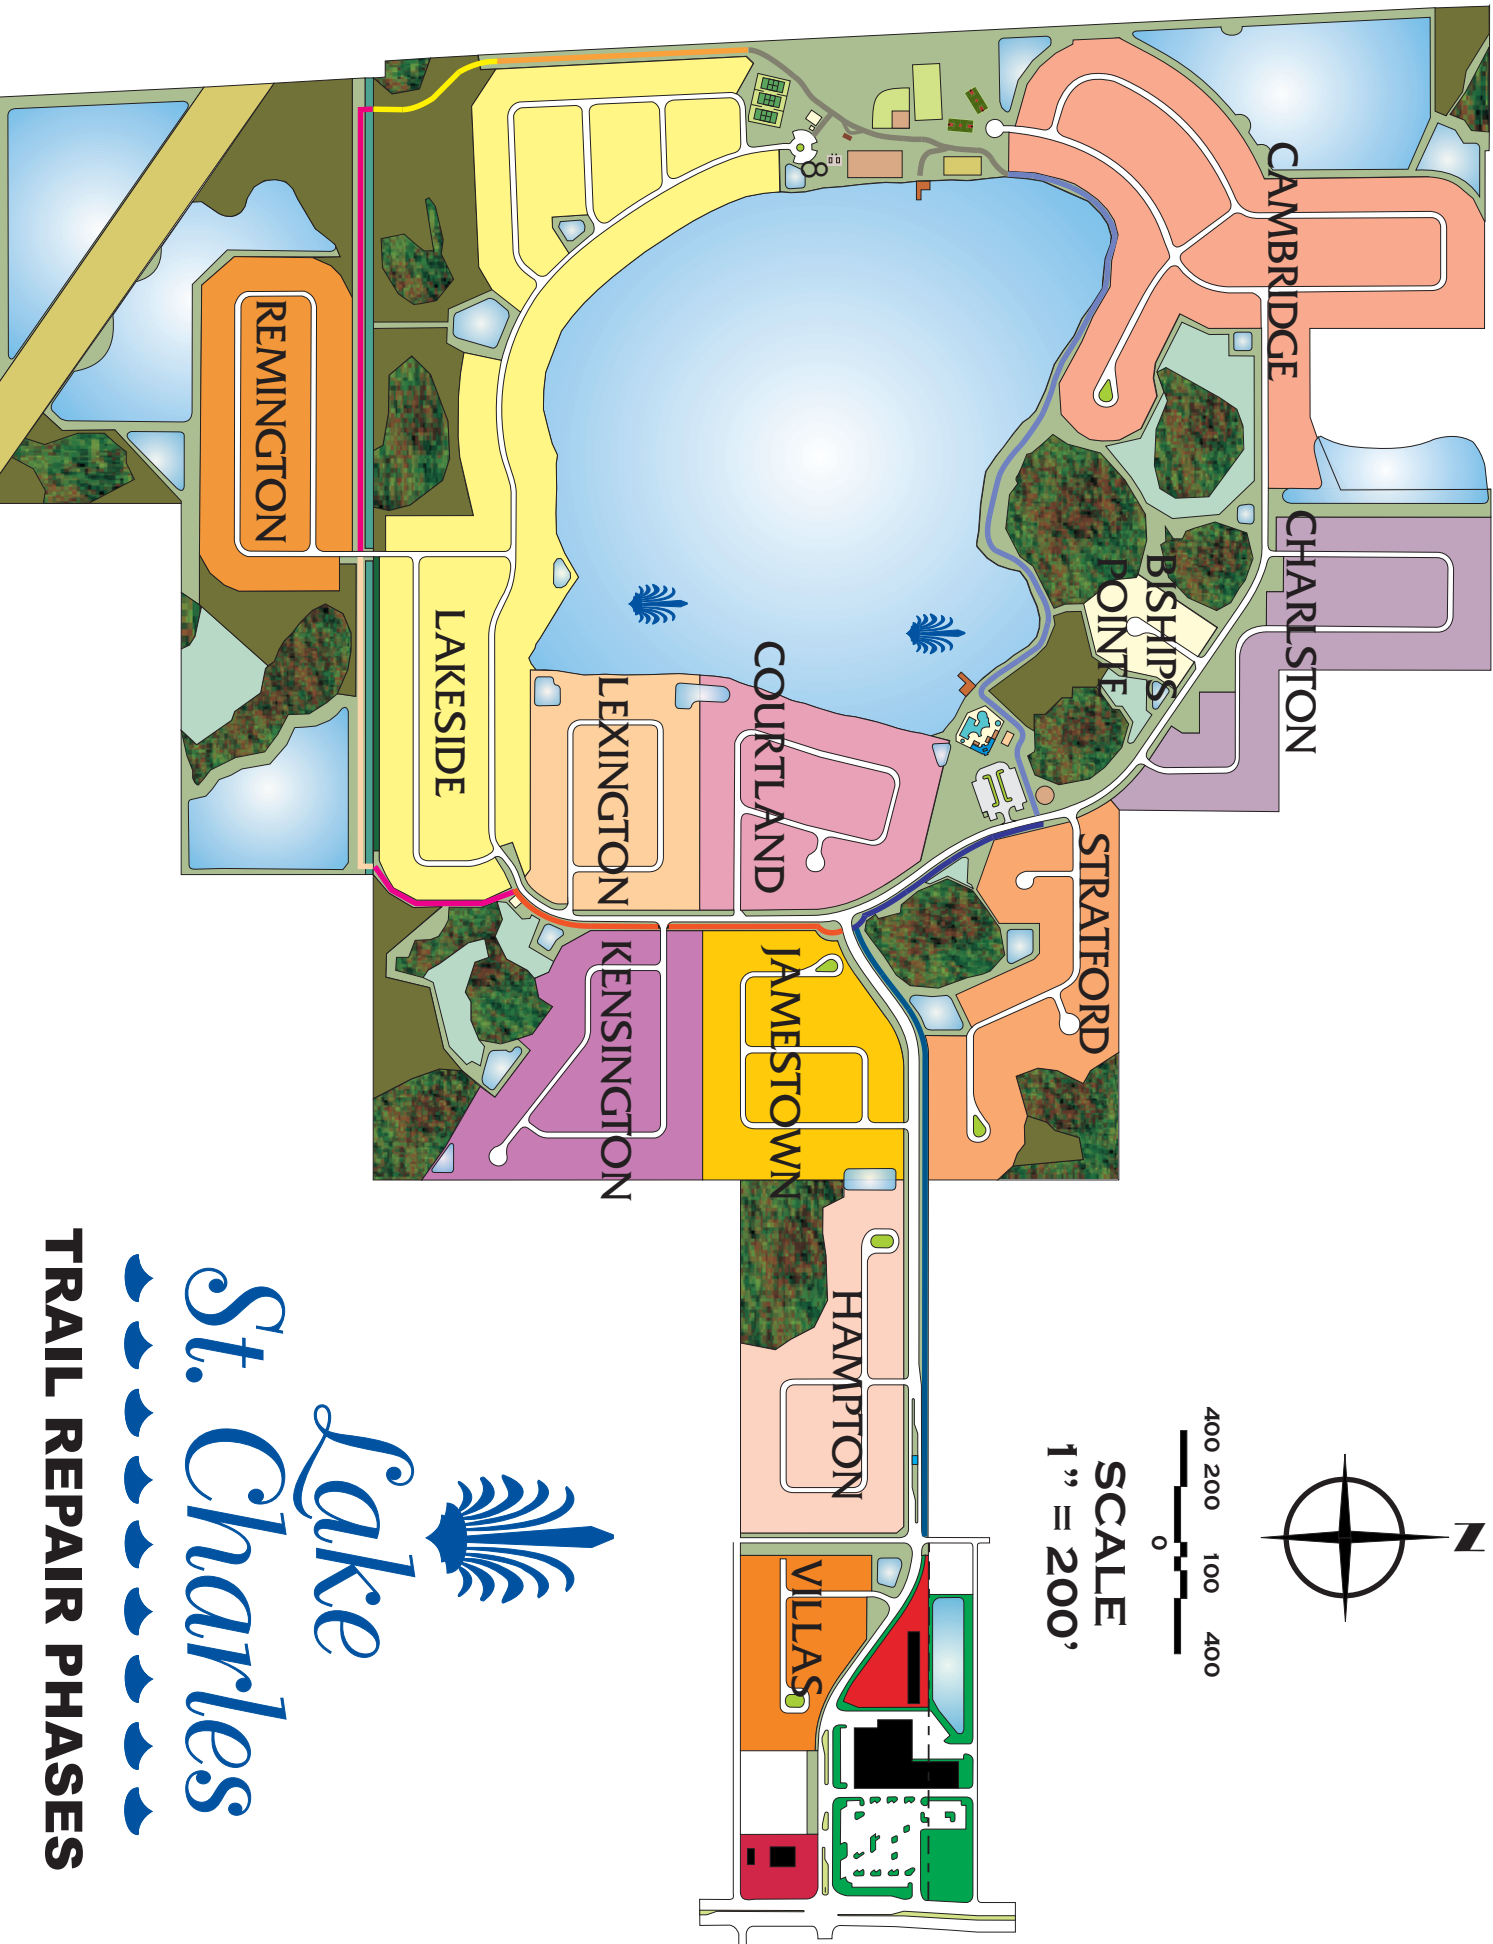 CAMBRIDGE
CHARLSTON
BISHIPS
POINTE
STRATFORD
COURTLAND
LEXINGTON
LAKESIDE
REMINGTON
8
JAMESTOWN
KENSINGTON
HAMPTON
VILLAS
N
400 200 100 400
0
SCALE
1" = 200'
Lake
St. Charles
TRAIL REPAIR PHASES